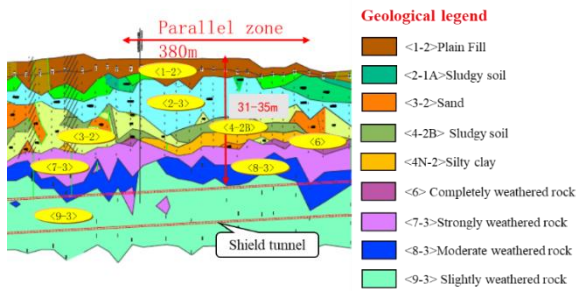 Parallel zone
380m
<1-2>
<2-3>
31-35m
<4-2B>
<3-2>
<6>
<7-3>
<8-3>
<9-3>
Shield tunnel
Geological legend
<1-2>Plain Fill
<2-1A>Sludgy soil
<3-2>Sand
<4-2B> Sludgy soil
<4N-2>Silty clay
<6> Completely weathered rock
<7-3>Strongly weathered rock
<8-3>Moderate weathered rock
<9-3>Slightly weathered rock